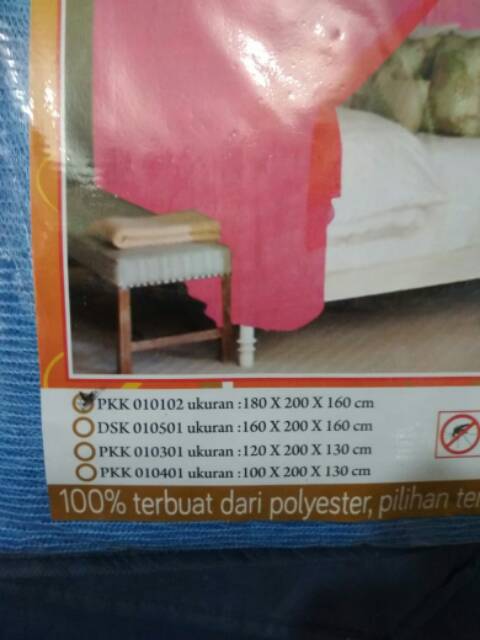 PKK 010102 ukuran :180 X 200 X 160 cm
DSK 010501 ukuran :160 X 200 X 160 cm
PKK 010301 ukuran :120 X 200 X 130 cm
PKK 010401 ukuran :100 X 200 X 130 cm
100% terbuat dari polyester, pilihan